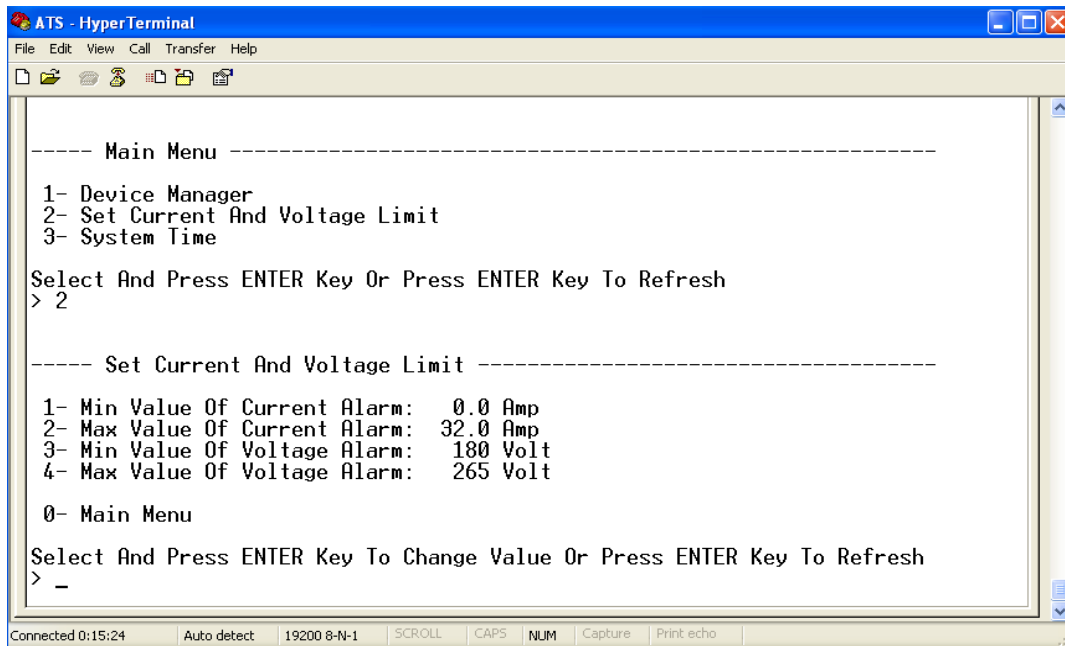 ATS - HyperTerminal
File Edit View Call Transfer Help
----- Main Menu ---------------------------------------------------------
1- Device Manager
2- Set Current And Voltage Limit
3- System Time
Select And Press ENTER Key Or Press ENTER Key To Refresh
> 2
----- Set Current And Voltage Limit -------------------------------------
1- Min Value Of Current Alarm: 0.0 Amp
2- Max Value Of Current Alarm: 32.0 Amp
3- Min Value Of Voltage Alarm: 180 Volt
4- Max Value Of Voltage Alarm: 265 Volt
0- Main Menu
Select And Press ENTER Key To Change Value Or Press ENTER Key To Refresh
> _
Connected 0:15:24 Auto detect 19200 8-N-1 SCROLL CAPS NUM Capture Print echo